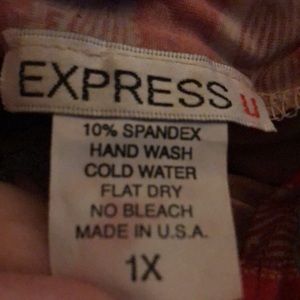 EXPRESS u
10% SPANDEX
HAND WASH
COLD WATER
FLAT DRY
NO BLEACH
MADE IN U.S.A.
1X